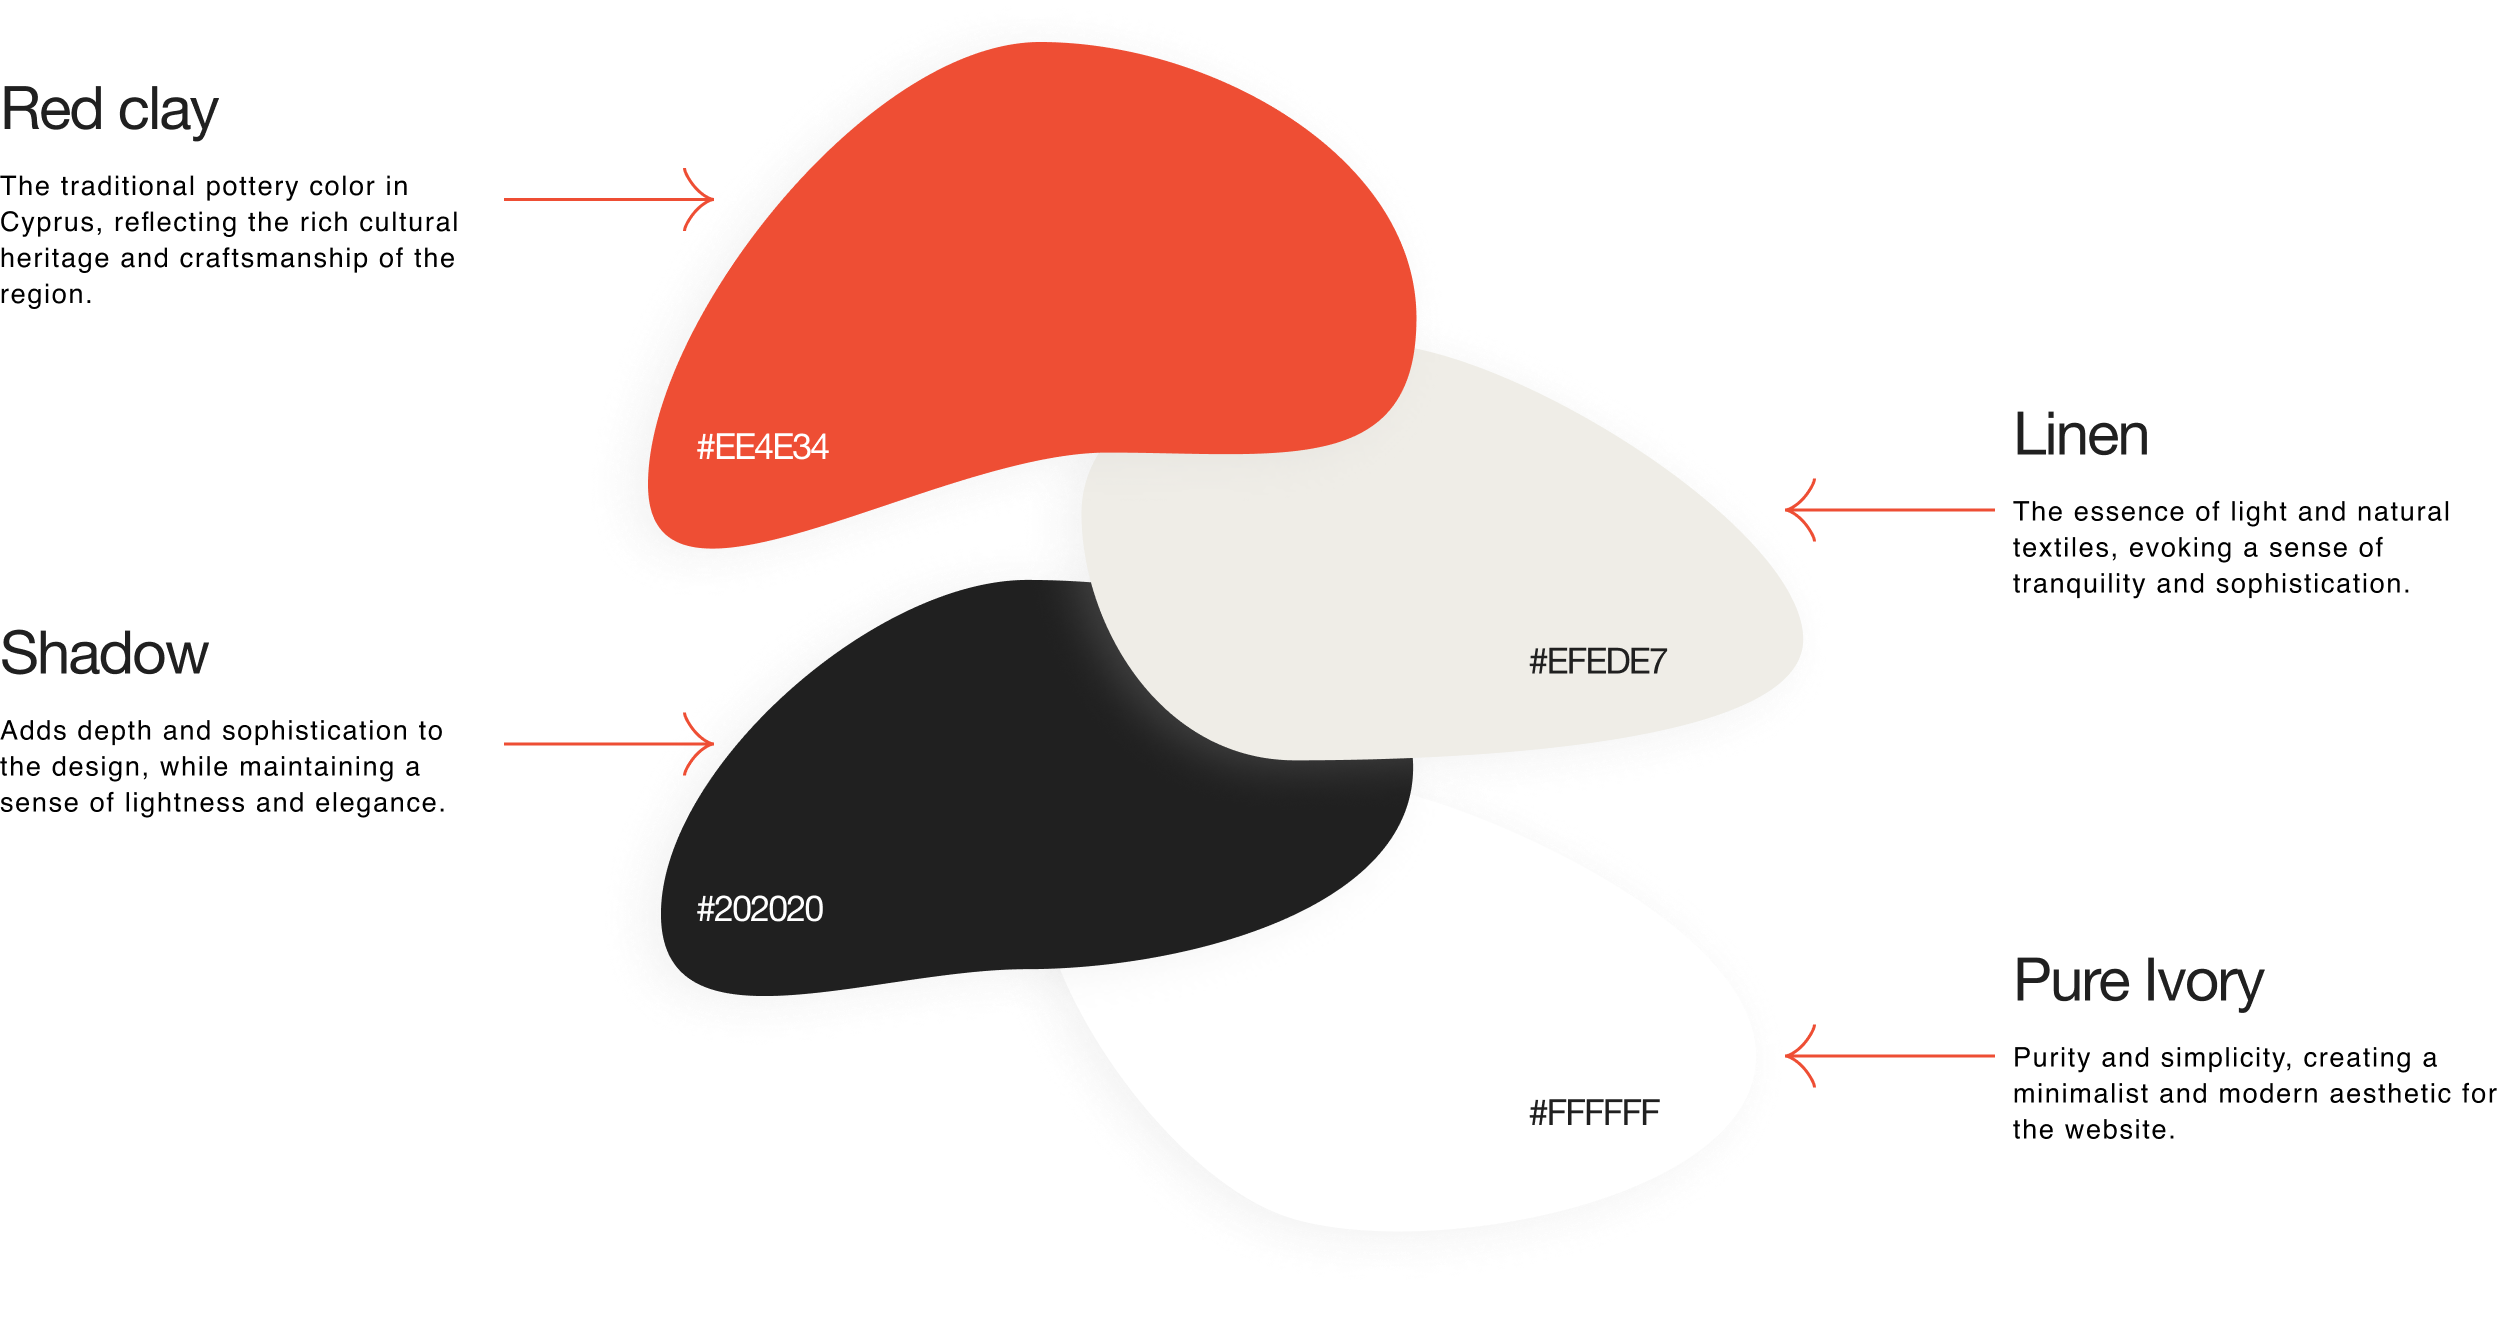 Red clay
The traditional pottery color in
Cyprus, reflecting the rich cultural
heritage and craftsmanship of the
region.
#EE4E34
Linen
The essence of light and natural
textiles, evoking a sense of
tranquility and sophistication.
#EFEDE7
Shadow
Adds depth and sophistication to
the design, while maintaining a
sense of lightness and elegance.
#202020
Pure Ivory
Purity and simplicity, creating a
minimalist and modern aesthetic for
the website.
#FFFFFF